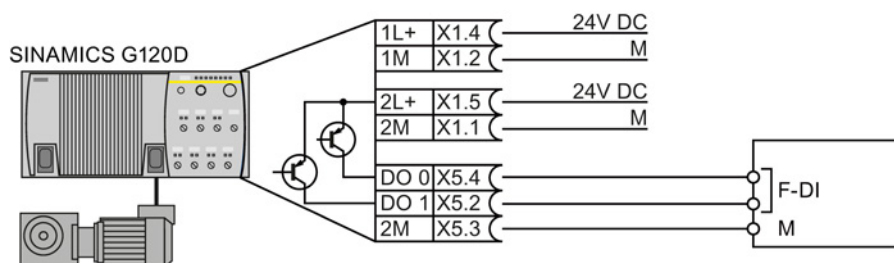 SINAMICS G120D
1L+ X1.4 24V DC
1M X1.2 M
2L+ X1.5 24V DC
2M X1.1 M
DO 0 X5.4
DO 1 X5.2
F-DI
2M X5.3 M